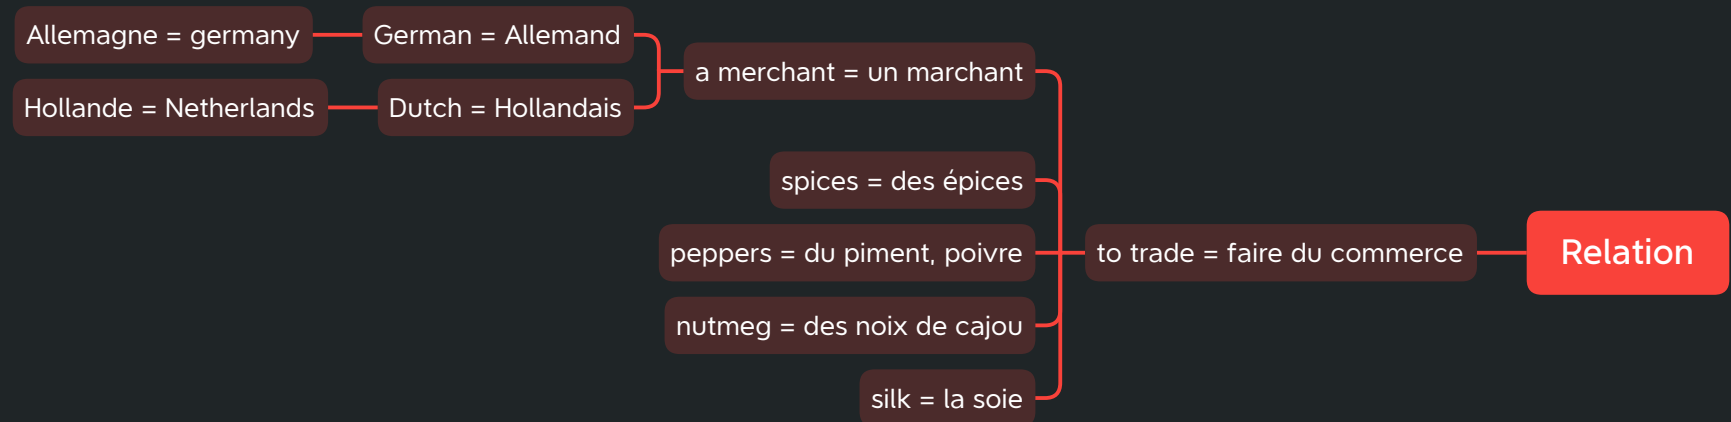 Allemagne = germany
German = Allemand
a merchant = un marchant
Hollande = Netherlands
Dutch = Hollandais
spices = des épices
peppers = du piment, poivre
to trade = faire du commerce
Relation
nutmeg = des noix de cajou
silk = la soie